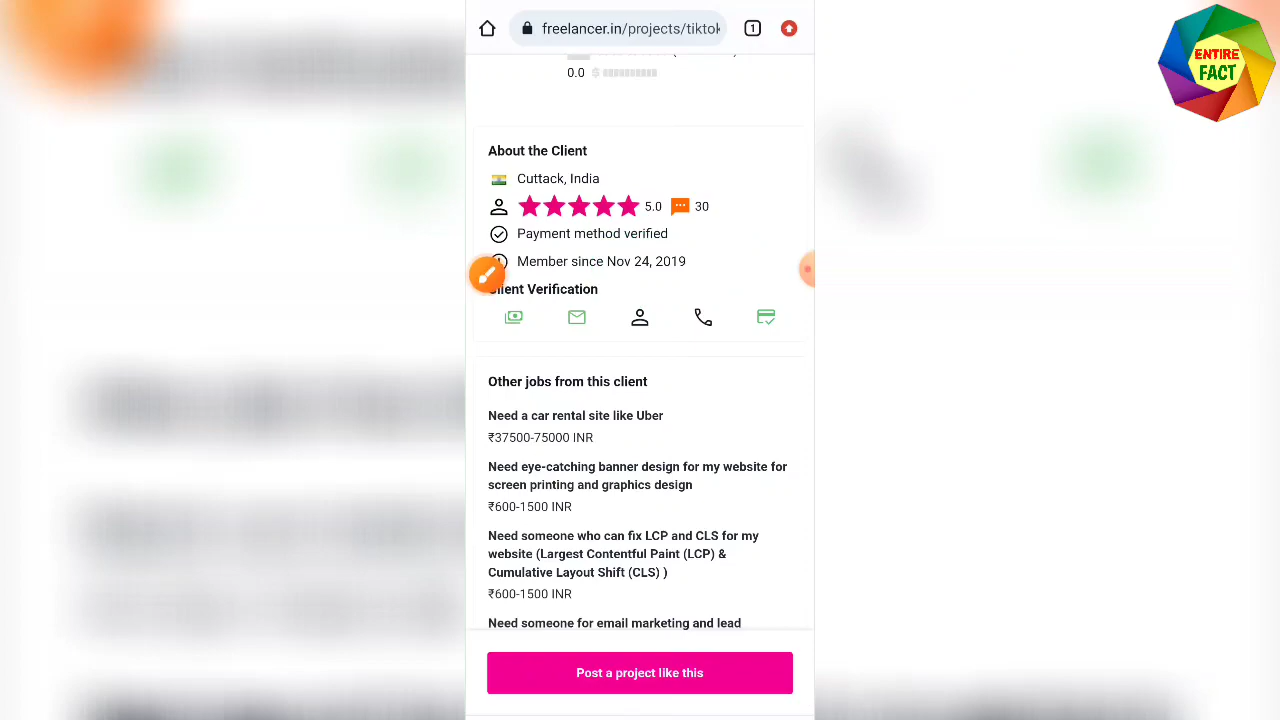 freelancer.in/projects/tiktok
1
ENTIRE
FACT
0.0
About the Client
Cuttack, India
5.0 30
Payment method verified
Member since Nov 24, 2019
Client Verification
Other jobs from this client
Need a car rental site like Uber
₹37500-75000 INR
Need eye-catching banner design for my website for
screen printing and graphics design
₹600-1500 INR
Need someone who can fix LCP and CLS for my
website (Largest Contentful Paint (LCP) &
Cumulative Layout Shift (CLS) )
₹600-1500 INR
Need someone for email marketing and lead
Post a project like this